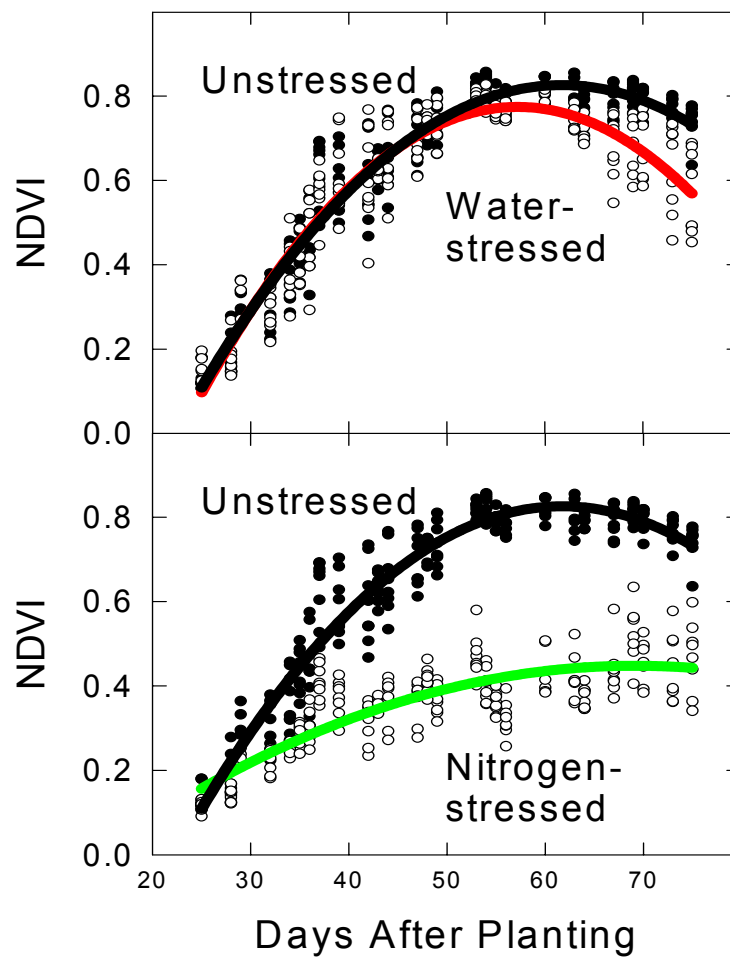 Unstressed
0.8
0.6
Water-
stressed
0.4
0.2
0.0
NDVI
Unstressed
0.8
0.6
0.4
Nitrogen-
stressed
0.2
0.0
NDVI
20 30 40 50 60 70
Days After Planting